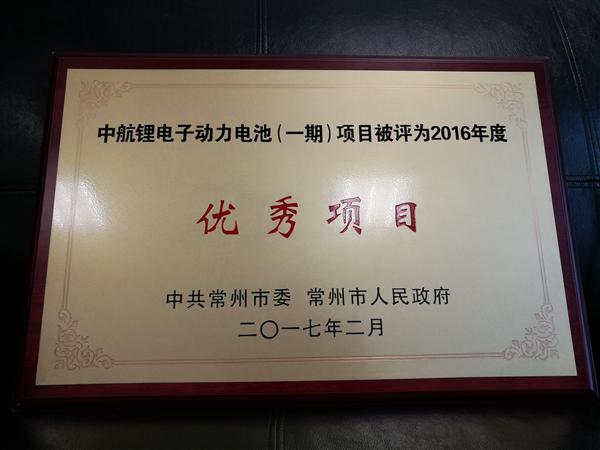 中航锂电子动力电池（一期）项目被评为2016年度
优秀项目
中共常州市委 常州市人民政府
二〇一七年二月